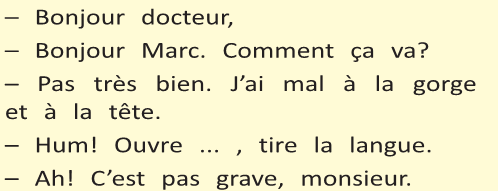 – Bonjour docteur,
– Bonjour Marc. Comment ça va?
– Pas très bien. J'ai mal à la gorge
et à la tête.
– Hum! Ouvre ... , tire la langue.
– Ah! C'est pas grave, monsieur.